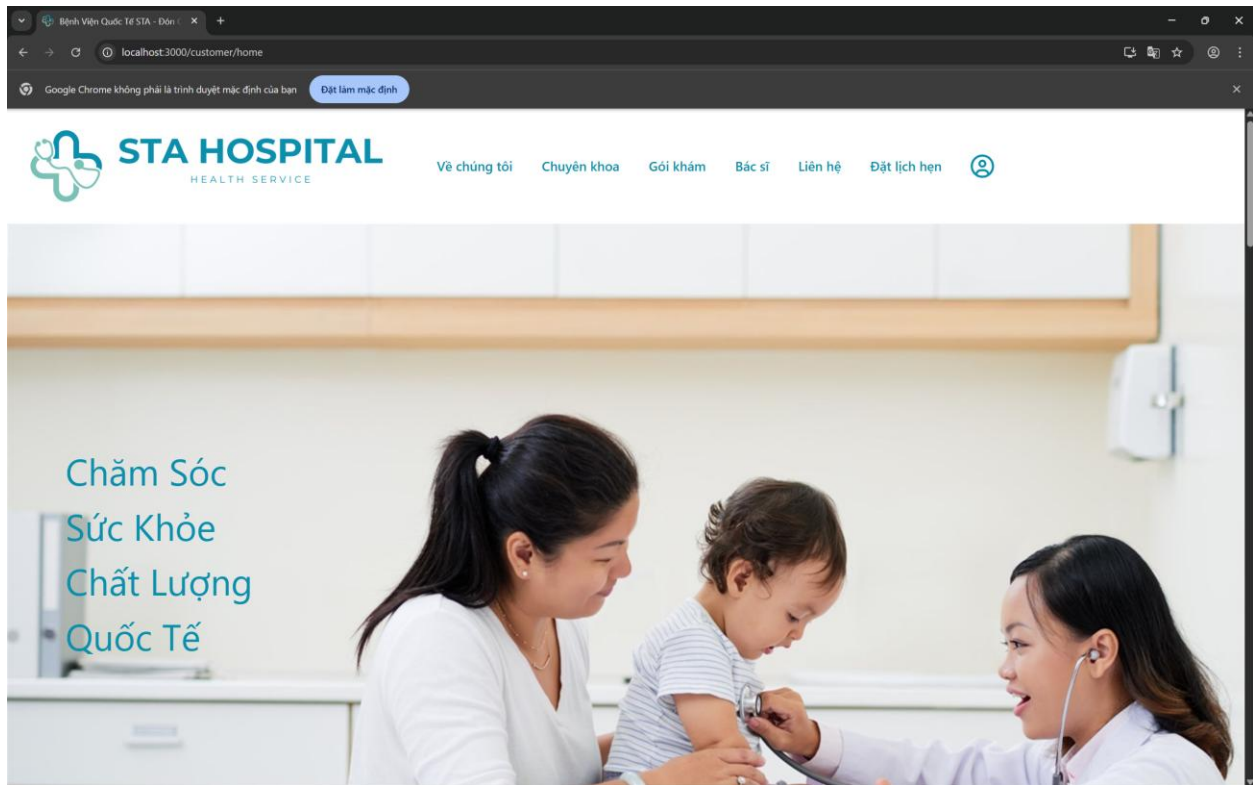 Bệnh Viện Quốc Tế STA - Đón
localhost:3000/customer/home
Google Chrome không phải là trình duyệt mặc định của bạn Đặt làm mặc định
STA HOSPITAL
HEALTH SERVICE
Về chúng tôi Chuyên khoa Gói khám Bác sĩ Liên hệ Đặt lịch hẹn
Chăm Sóc
Sức Khỏe
Chất Lượng
Quốc Tế